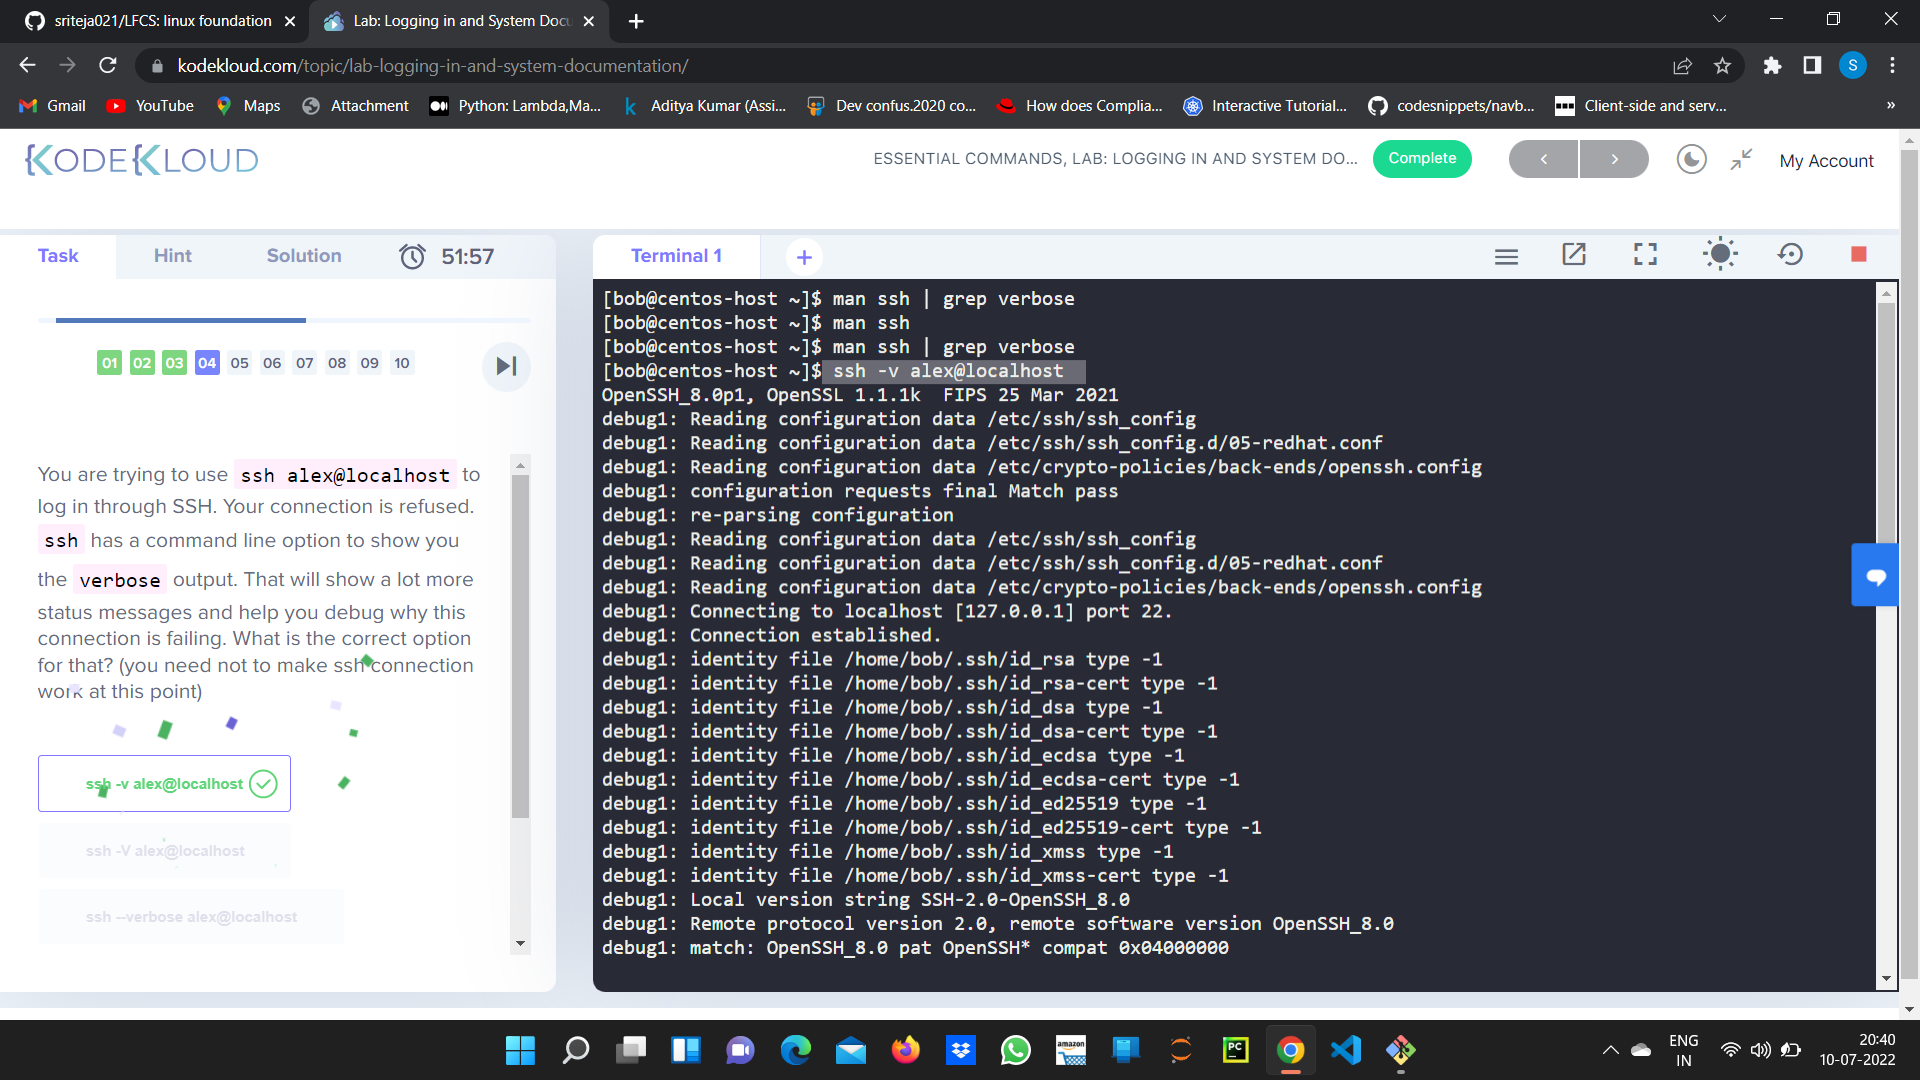 sriteja021/LFCS: linux foundation
Lab: Logging in and System Docu
kodekloud.com/topic/lab-logging-in-and-system-documentation/
S
Gmail
YouTube
Maps
Attachment
Python: Lambda,Ma...
Aditya Kumar (Assi...
Dev confus.2020 co...
How does Complia...
Interactive Tutorial...
codesnippets/navb...
Client-side and serv...
»
KODEKLOUD
ESSENTIAL COMMANDS, LAB: LOGGING IN AND SYSTEM DO...
Complete
My Account
Task
Hint
Solution
51:57
01 02 03 04 05 06 07 08 09 10
You are trying to use ssh alex@localhost to
log in through SSH. Your connection is refused.
ssh has a command line option to show you
the verbose output. That will show a lot more
status messages and help you debug why this
connection is failing. What is the correct option
for that? (you need not to make ssh connection
work at this point)
ssh -v alex@localhost
ssh -V alex@localhost
ssh --verbose alex@localhost
Terminal 1
+
[bob@centos-host ~]$ man ssh | grep verbose
[bob@centos-host ~]$ man ssh
[bob@centos-host ~]$ man ssh | grep verbose
[bob@centos-host ~]$ ssh -v alex@localhost
OpenSSH_8.0p1, OpenSSL 1.1.1k  FIPS 25 Mar 2021
debug1: Reading configuration data /etc/ssh/ssh_config
debug1: Reading configuration data /etc/ssh/ssh_config.d/05-redhat.conf
debug1: Reading configuration data /etc/crypto-policies/back-ends/openssh.config
debug1: configuration requests final Match pass
debug1: re-parsing configuration
debug1: Reading configuration data /etc/ssh/ssh_config
debug1: Reading configuration data /etc/ssh/ssh_config.d/05-redhat.conf
debug1: Reading configuration data /etc/crypto-policies/back-ends/openssh.config
debug1: Connecting to localhost [127.0.0.1] port 22.
debug1: Connection established.
debug1: identity file /home/bob/.ssh/id_rsa type -1
debug1: identity file /home/bob/.ssh/id_rsa-cert type -1
debug1: identity file /home/bob/.ssh/id_dsa type -1
debug1: identity file /home/bob/.ssh/id_dsa-cert type -1
debug1: identity file /home/bob/.ssh/id_ecdsa type -1
debug1: identity file /home/bob/.ssh/id_ecdsa-cert type -1
debug1: identity file /home/bob/.ssh/id_ed25519 type -1
debug1: identity file /home/bob/.ssh/id_ed25519-cert type -1
debug1: identity file /home/bob/.ssh/id_xmss type -1
debug1: identity file /home/bob/.ssh/id_xmss-cert type -1
debug1: Local version string SSH-2.0-OpenSSH_8.0
debug1: Remote protocol version 2.0, remote software version OpenSSH_8.0
debug1: match: OpenSSH_8.0 pat OpenSSH* compat 0x04000000
amazon
PC
ENG
IN
20:40
10-07-2022